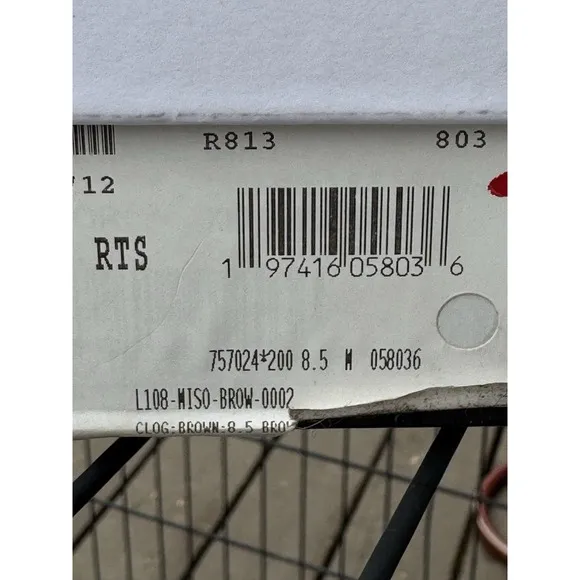 R813 803
'12
RTS
1 97416 05803 6
757024*200 8.5 M 058036
L108-MISO-BROW-0002
CLOG-BROWN-8.5 BROW